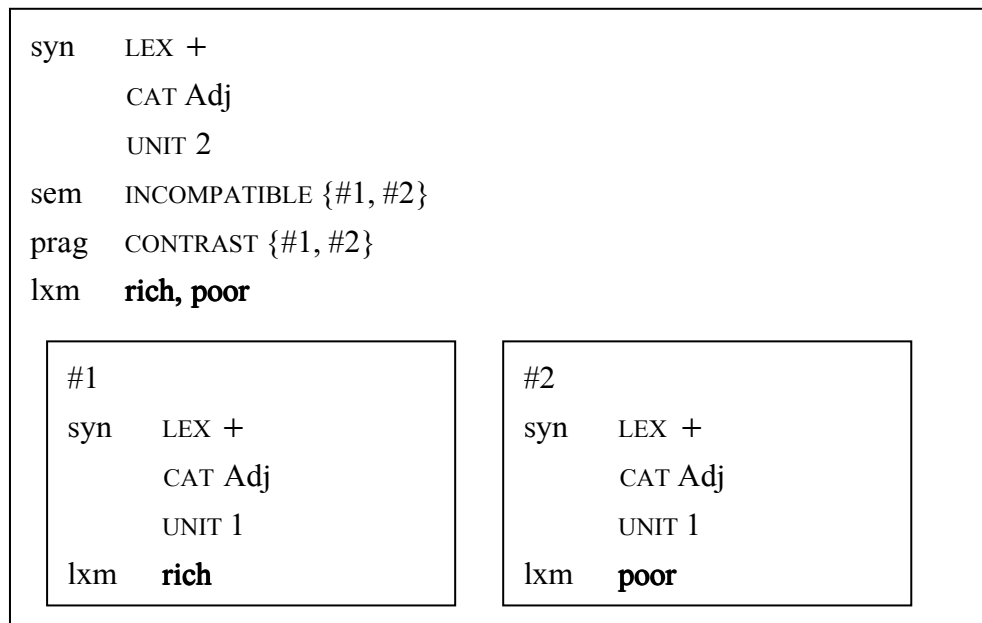 syn LEX +
CAT Adj
UNIT 2
sem INCOMPATIBLE {#1, #2}
prag CONTRAST {#1, #2}
lxm rich, poor
#1
syn LEX +
CAT Adj
UNIT 1
lxm rich
#2
syn LEX +
CAT Adj
UNIT 1
lxm poor